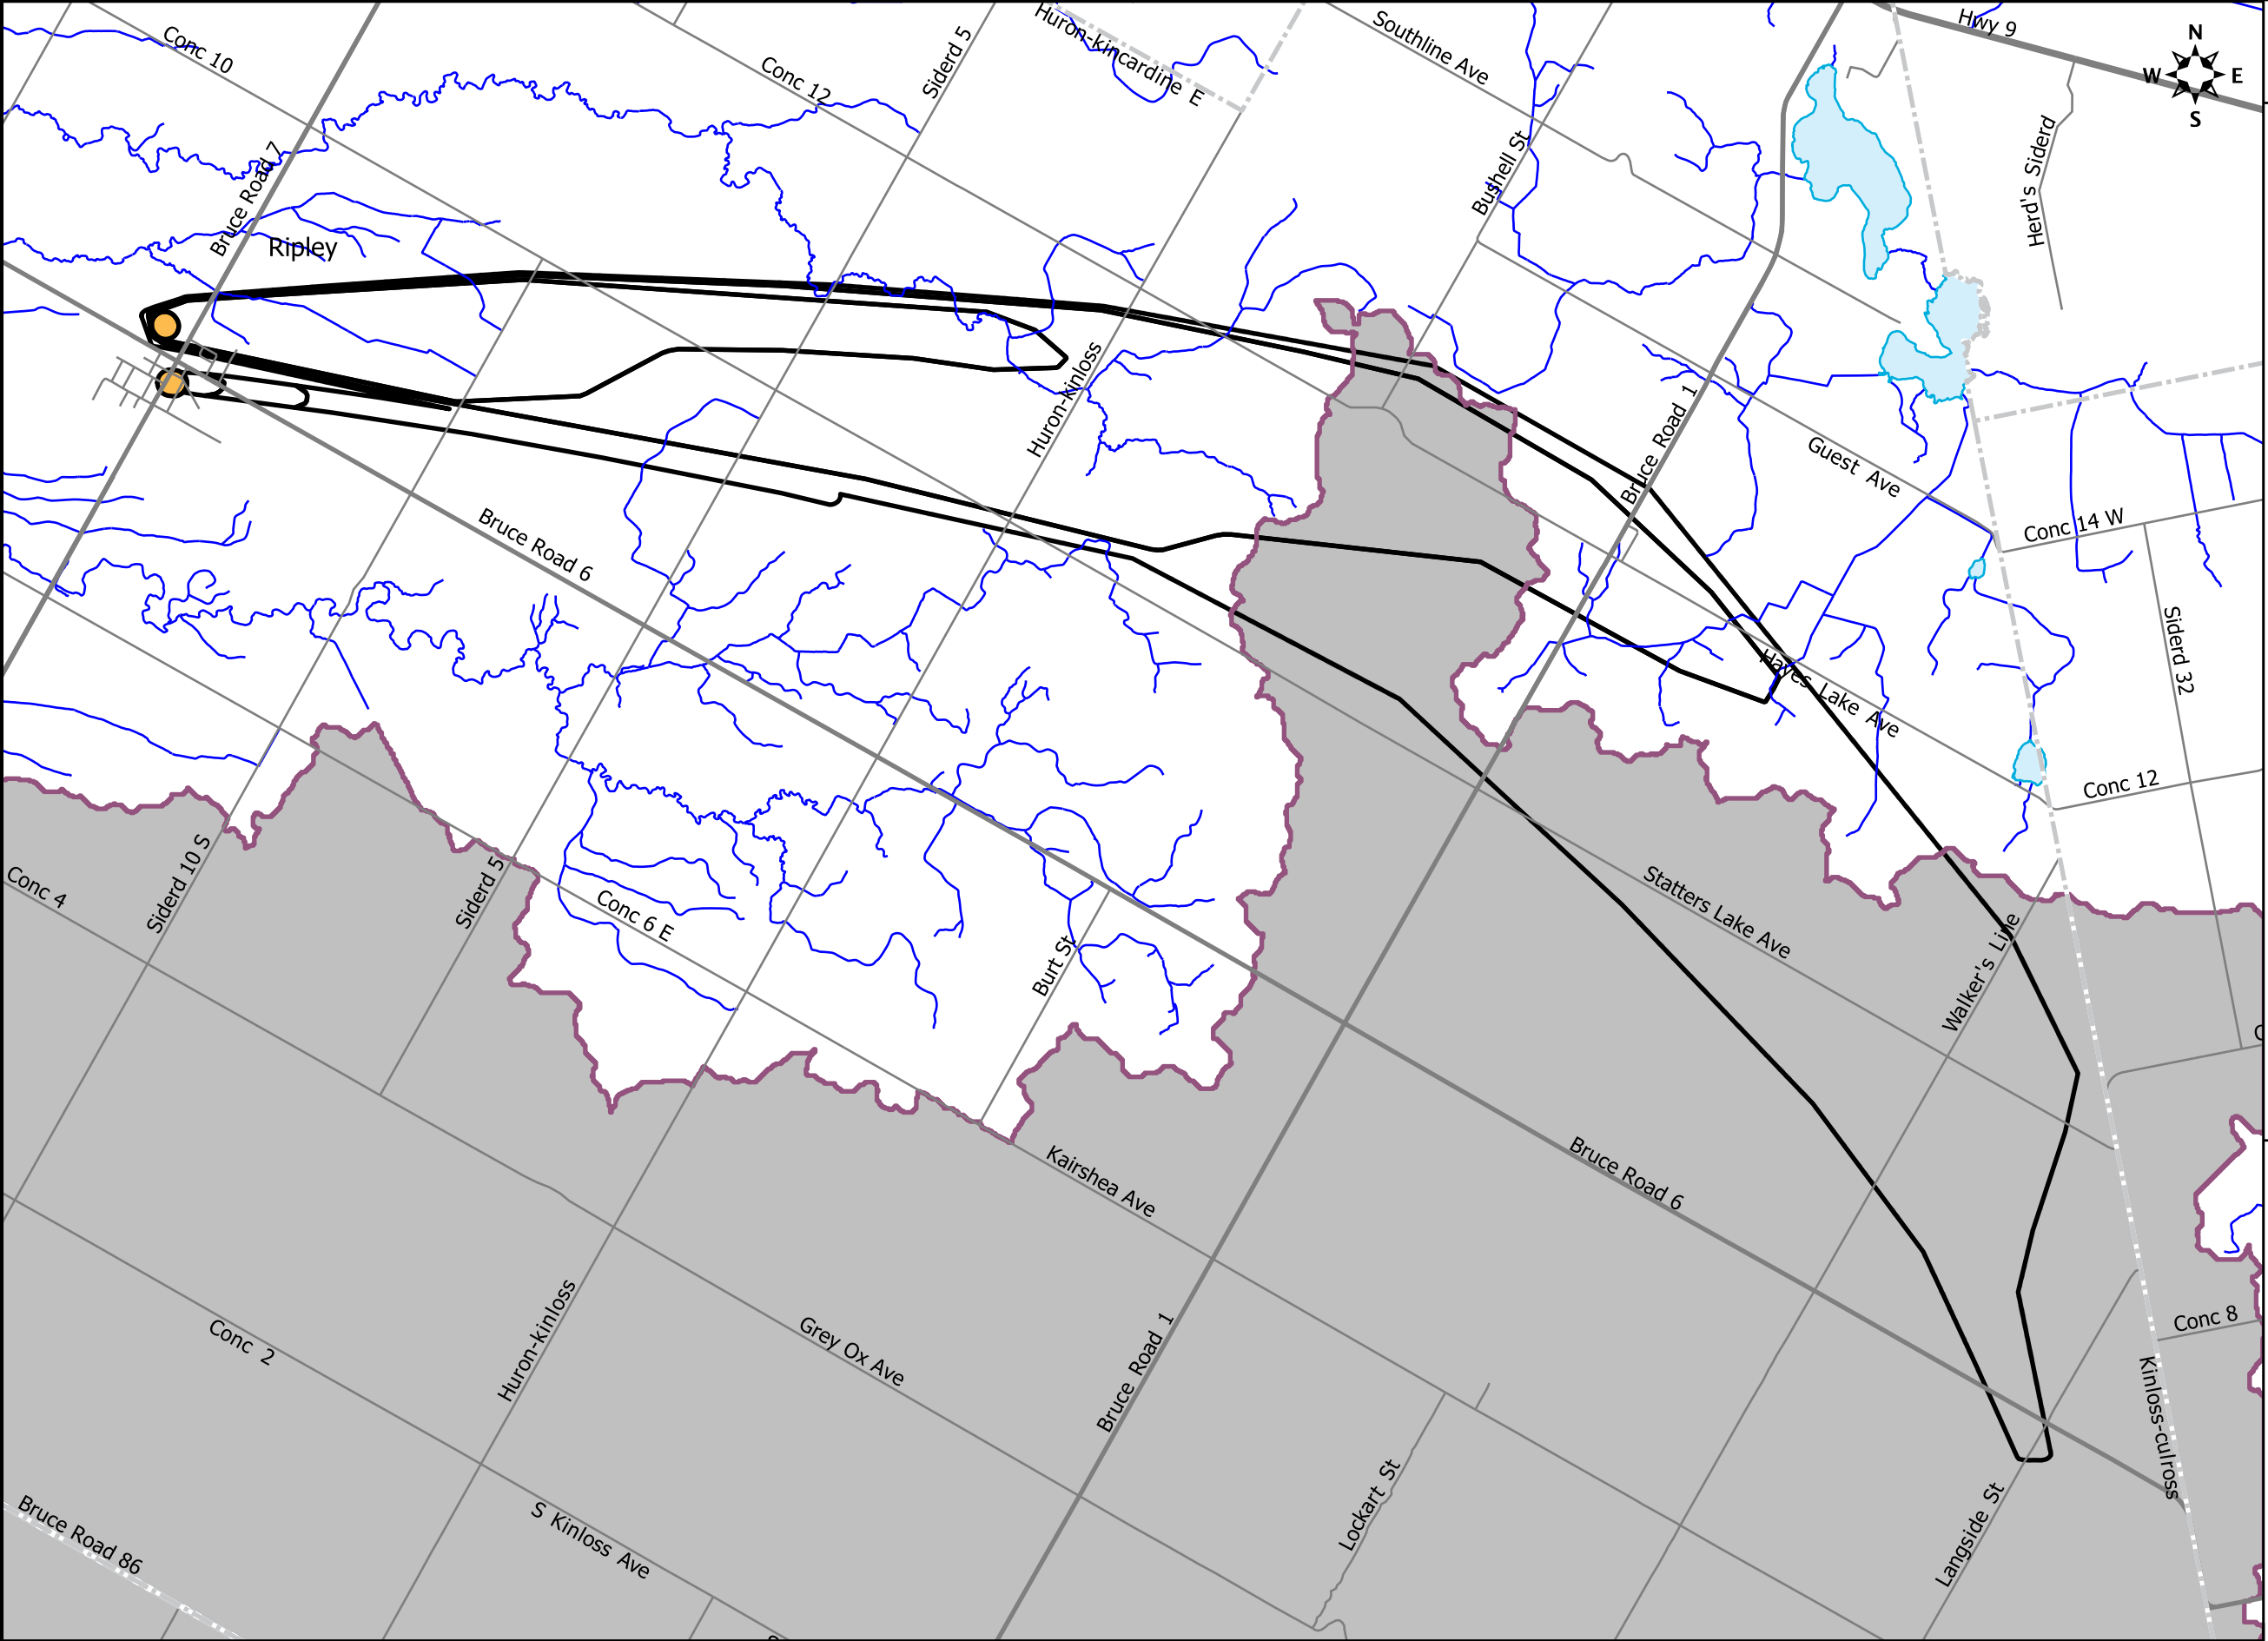 Hwy 9
N
W E
S
Conc 10
Conc 12
Siderd 5
Huron-kincardine E
Southline Ave
Bushell St
Herd's Siderd
Bruce Road 7
Ripley
Huron-kinloss
Bruce Road 1
Guest Ave
Conc 14 W
Bruce Road 6
Siderd 32
Hayes Lake Ave
Conc 12
Siderd 10 S
Siderd 5
Conc 4
Conc 6 E
Burt St
Statters Lake Ave
Walker's Line
Kairshea Ave
Bruce Road 6
Huron-kinloss
Conc 2
Grey Ox Ave
Bruce Road 1
Conc 8
Kinloss-culross
Lockart St
Langside St
Bruce Road 86
S Kinloss Ave